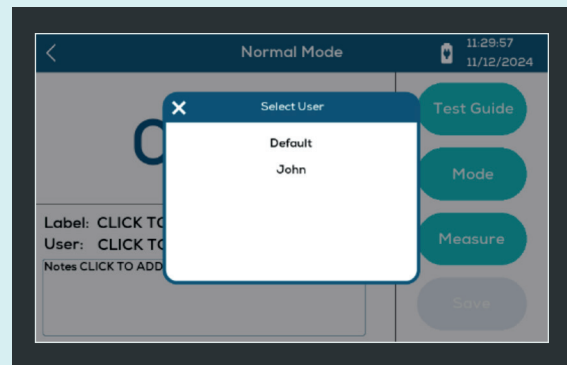 Normal Mode
11:29:57
11/12/2024
Select User
Default
John
Label: CLICK TO
User: CLICK TO
Notes CLICK TO ADD
Test Guide
Mode
Measure
Save